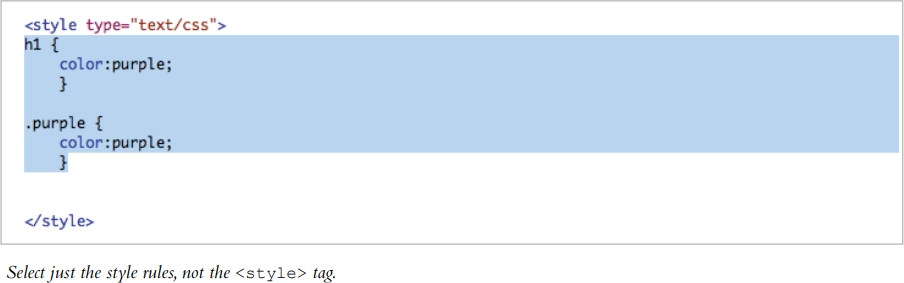 <style type="text/css">
h1 {
    color:purple;
    }

.purple {
    color:purple;
    }

</style>
Select just the style rules, not the <style> tag.